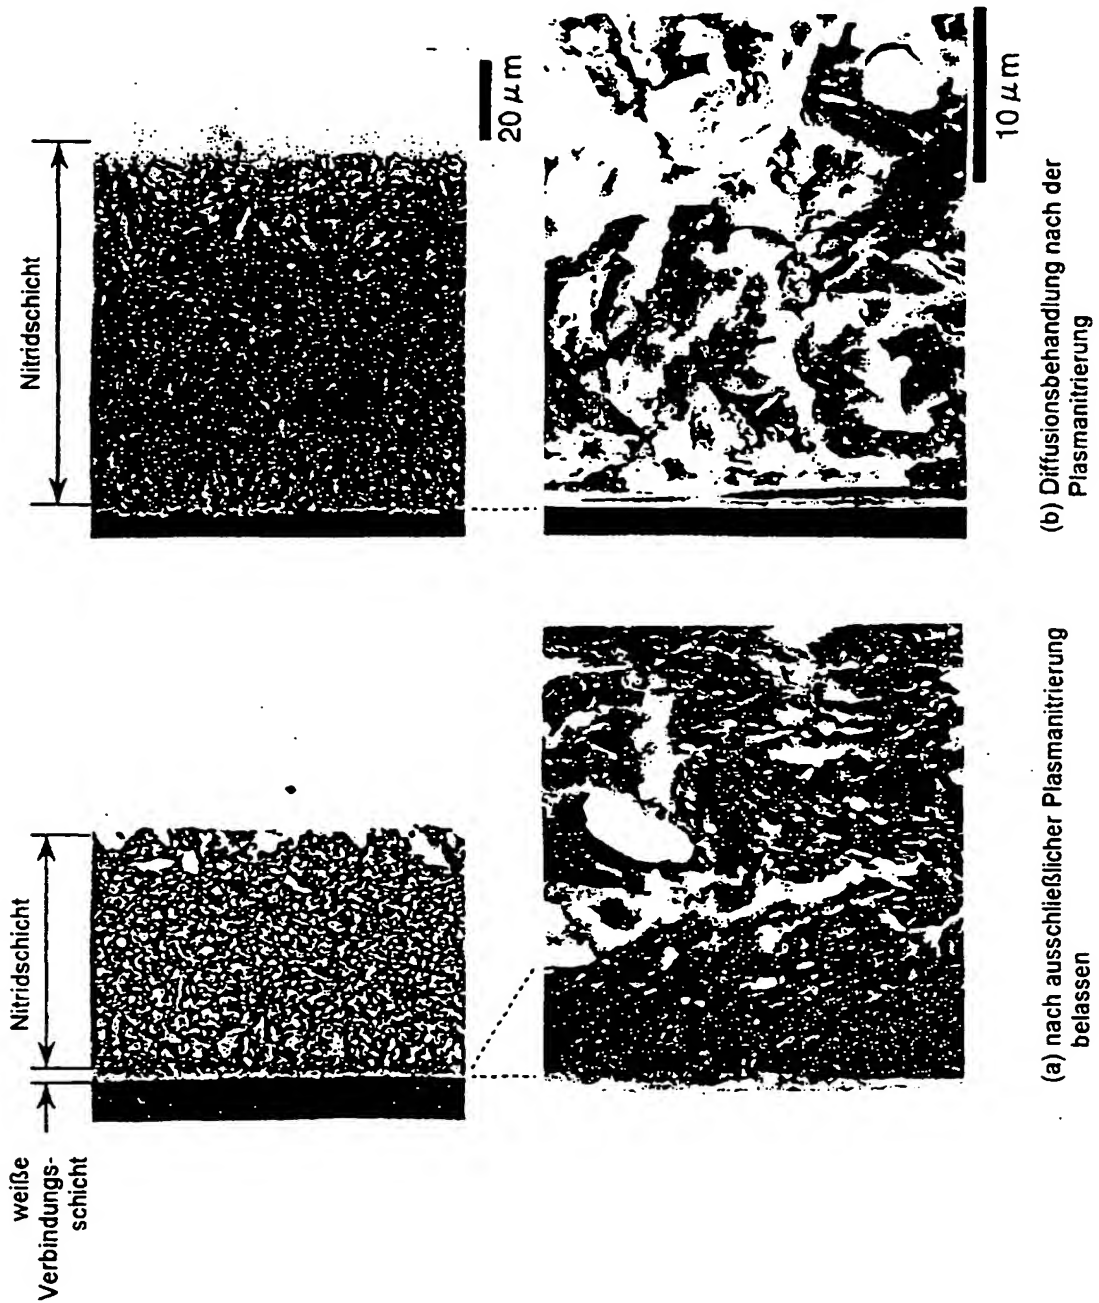 weiße
Verbindungs-
schicht
Nitridschicht
Nitridschicht
20 μm
10 μm
(a) nach ausschließlicher Plasmanitrierung
belassen
(b) Diffusionsbehandlung nach der
Plasmanitrierung